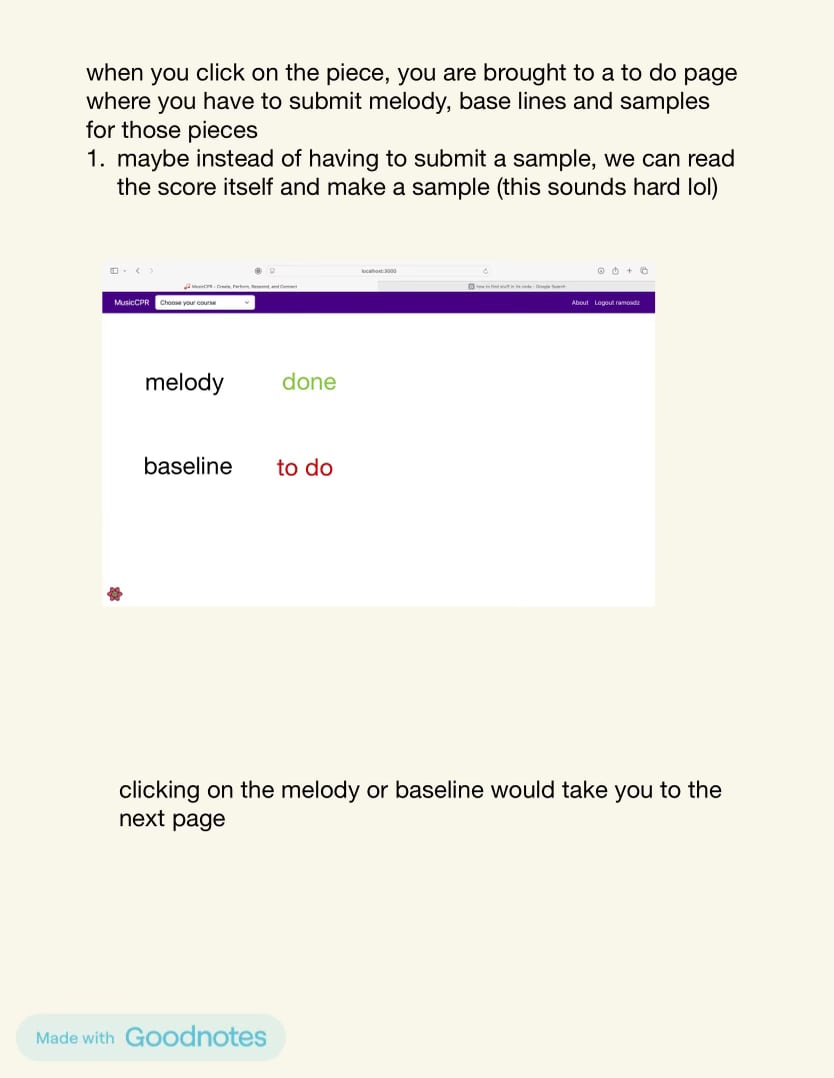 when you click on the piece, you are brought to a to do page
where you have to submit melody, base lines and samples
for those pieces
1. maybe instead of having to submit a sample, we can read
the score itself and make a sample (this sounds hard lol)
localhost:3000
MusicCPR - Create, Perform, Respond, and Connect
how to find stuff in vs code - Google Search
MusicCPR Choose your course About Logout ramosdz
melody done
baseline to do
clicking on the melody or baseline would take you to the
next page
Made with Goodnotes